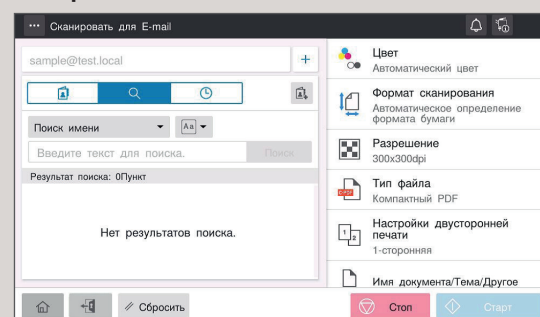 Сканировать для E-mail
sample@test.local
+
Поиск имени
Aa
Введите текст для поиска.
Поиск
Результат поиска: 0Пункт
Нет результатов поиска.
Цвет
Автоматический цвет
Формат сканирования
Автоматическое определение
формата бумаги
Разрешение
300x300dpi
Тип файла
Компактный PDF
Настройки двусторонней
печати
1-сторонняя
Имя документа/Тема/Другое
Сбросить
Стоп
Старт